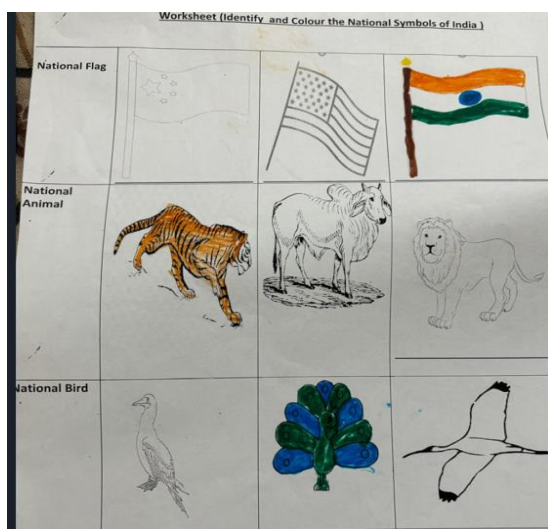 Worksheet (Identify and Colour the National Symbols of India )
National Flag
National
Animal
National Bird